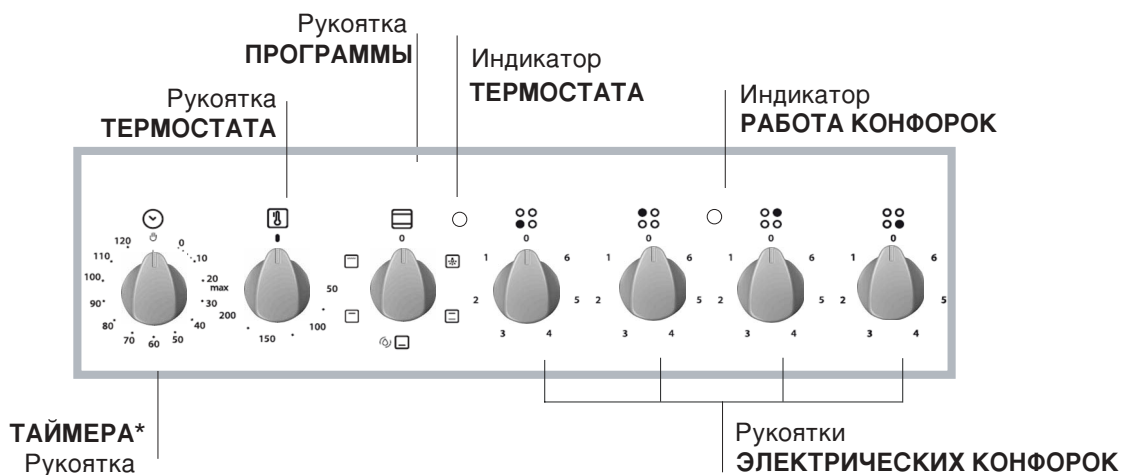 Рукоятка
ПРОГРАММЫ
Индикатор
ТЕРМОСТАТА
Рукоятка
ТЕРМОСТАТА
Индикатор
РАБОТА КОНФОРОК
0 10 20 30 40 50 60 70 80 90 100 110 120
max 50 100 150 200
0
0 1 2 3 4 5 6
0 1 2 3 4 5 6
0 1 2 3 4 5 6
0 1 2 3 4 5 6
ТАЙМЕРА*
Рукоятка
Рукоятки
ЭЛЕКТРИЧЕСКИХ КОНФОРОК